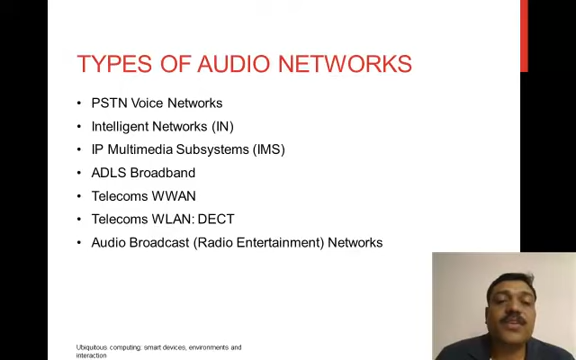 TYPES OF AUDIO NETWORKS
• PSTN Voice Networks
• Intelligent Networks (IN)
• IP Multimedia Subsystems (IMS)
• ADLS Broadband
• Telecoms WWAN
• Telecoms WLAN: DECT
• Audio Broadcast (Radio Entertainment) Networks
Ubiquitous computing: smart devices, environments and
interaction